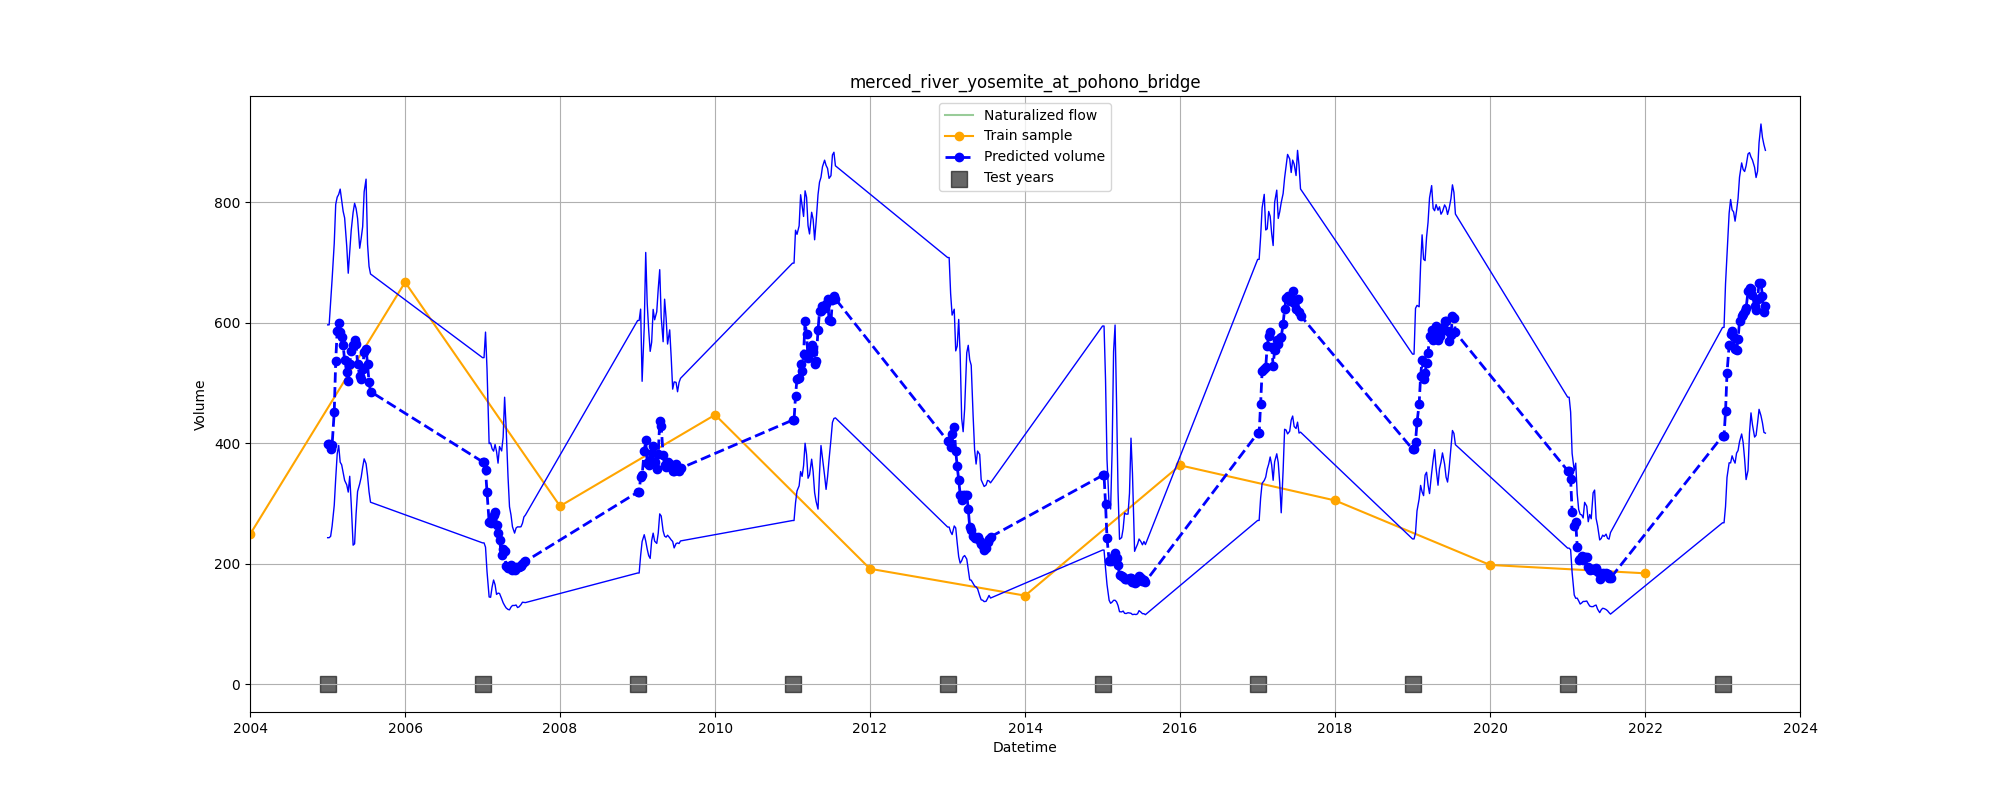 merced_river_yosemite_at_pohono_bridge
Naturalized flow
Train sample
Predicted volume
Test years
Volume
800
600
400
200
0
2004 2006 2008 2010 2012 2014 2016 2018 2020 2022 2024
Datetime